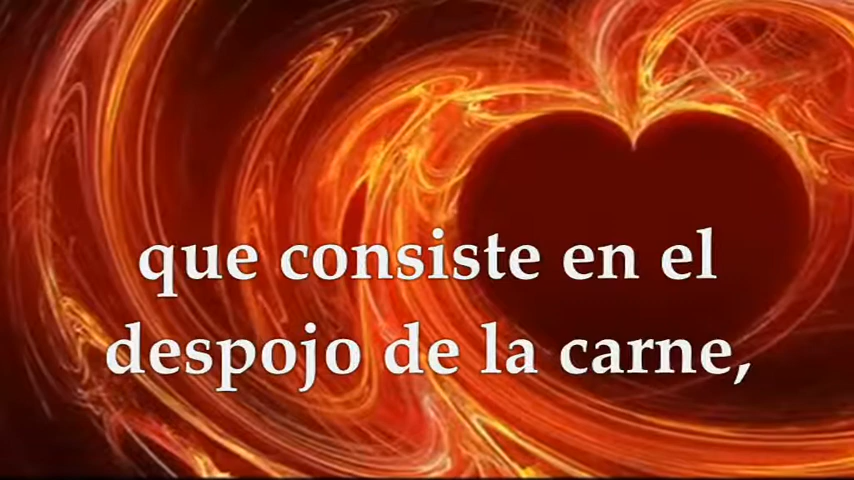 que consiste en el
despojo de la carne,